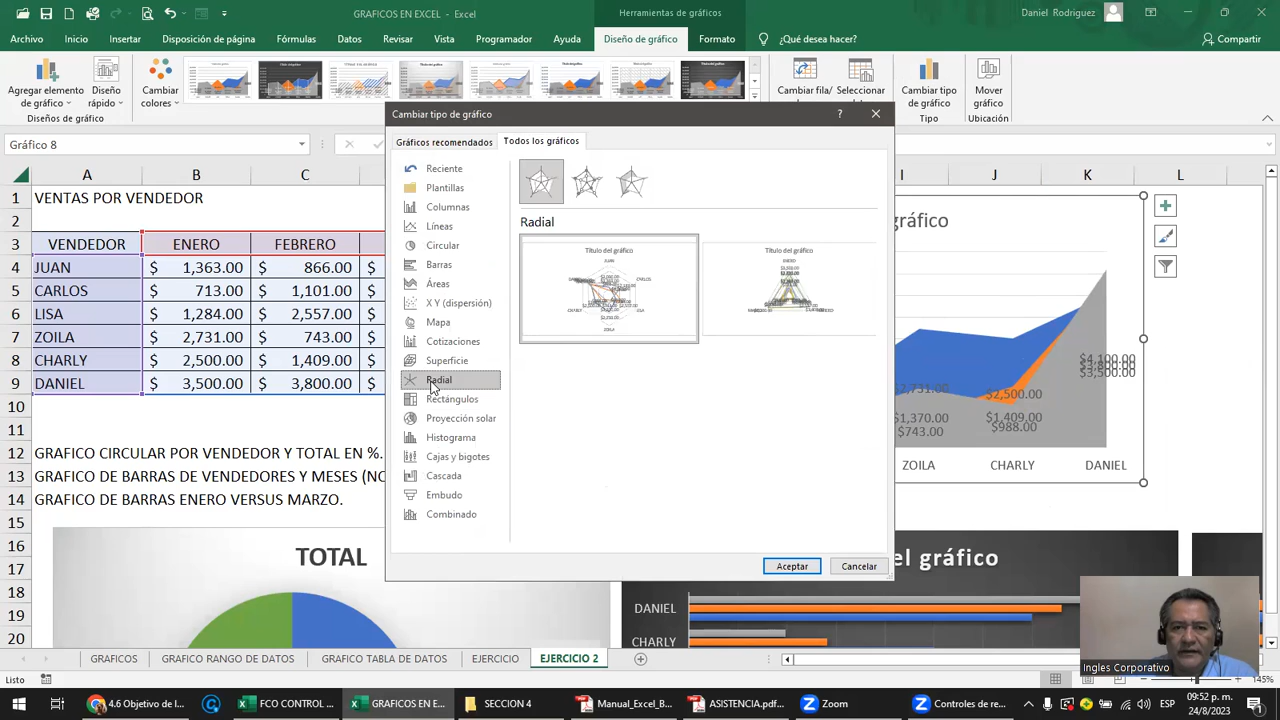 GRAFICOS EN EXCEL - Excel
Herramientas de gráficos
Daniel Rodriguez
Archivo Inicio Insertar Disposición de página Fórmulas Datos Revisar Vista Programador Ayuda Diseño de gráfico Formato ¿Qué desea hacer? Compartir
Agregar elemento de gráfico
Diseño rápido
Cambiar colores
Cambiar fila/
Seleccionar
Cambiar tipo de gráfico
Mover gráfico
Diseños de gráfico
Tipo
Ubicación
Gráfico 8
A B C I J K L
1 VENTAS POR VENDEDOR
2
3 VENDEDOR ENERO FEBRERO
4 JUAN $ 1,363.00 $ 866.00 $
5 CARLOS $ 713.00 $ 1,101.00 $
6 LISA $ 1,284.00 $ 2,557.00 $
7 ZOILA $ 2,731.00 $ 743.00 $
8 CHARLY $ 2,500.00 $ 1,409.00 $
9 DANIEL $ 3,500.00 $ 3,800.00 $
10
11
12 GRAFICO CIRCULAR POR VENDEDOR Y TOTAL EN %.
13 GRAFICO DE BARRAS DE VENDEDORES Y MESES (NO
14 GRAFICO DE BARRAS ENERO VERSUS MARZO.
15
16
17
18
19
20
TOTAL
Cambiar tipo de gráfico
?
Gráficos recomendados
Todos los gráficos
Reciente
Plantillas
Columnas
Líneas
Circular
Barras
Áreas
X Y (dispersión)
Mapa
Cotizaciones
Superficie
Radial
Rectángulos
Proyección solar
Histograma
Cajas y bigotes
Cascada
Embudo
Combinado
Radial
Título del gráfico
JUAN
CARLOS
ZOILA
Título del gráfico
ENERO
Aceptar
Cancelar
gráfico
$4,100.00
$3,800.00
$3,500.00
$2,731.00
$2,500.00
$1,370.00
$1,409.00
$743.00
$988.00
ZOILA CHARLY DANIEL
el gráfico
DANIEL
CHARLY
Ingles Corporativo
GRAFICOS GRAFICO RANGO DE DATOS GRAFICO TABLA DE DATOS EJERCICIO EJERCICIO 2
Listo
145%
Objetivo de l...
FCO CONTROL ...
GRAFICOS EN E...
SECCION 4
Manual_Excel_B...
ASISTENCIA.pdf...
Zoom
Controles de re...
ESP
09:52 p. m.
24/8/2023